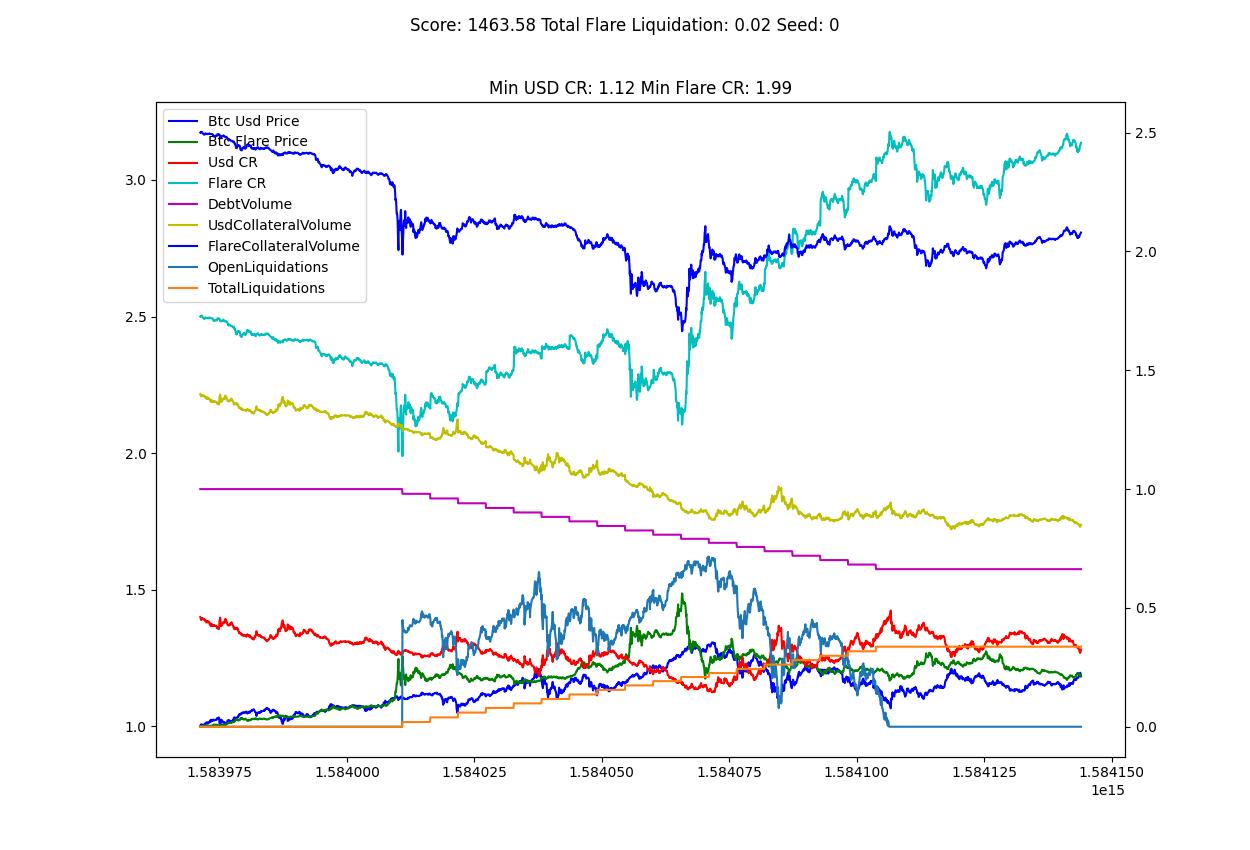 Score: 1463.58 Total Flare Liquidation: 0.02 Seed: 0
Min USD CR: 1.12 Min Flare CR: 1.99
Btc Usd Price
Btc Flare Price
Usd CR
Flare CR
DebtVolume
UsdCollateralVolume
FlareCollateralVolume
OpenLiquidations
TotalLiquidations
3.0
2.5
2.0
1.5
1.0
2.5
2.0
1.5
1.0
0.5
0.0
1.583975 1.584000 1.584025 1.584050 1.584075 1.584100 1.584125 1.584150
1e15